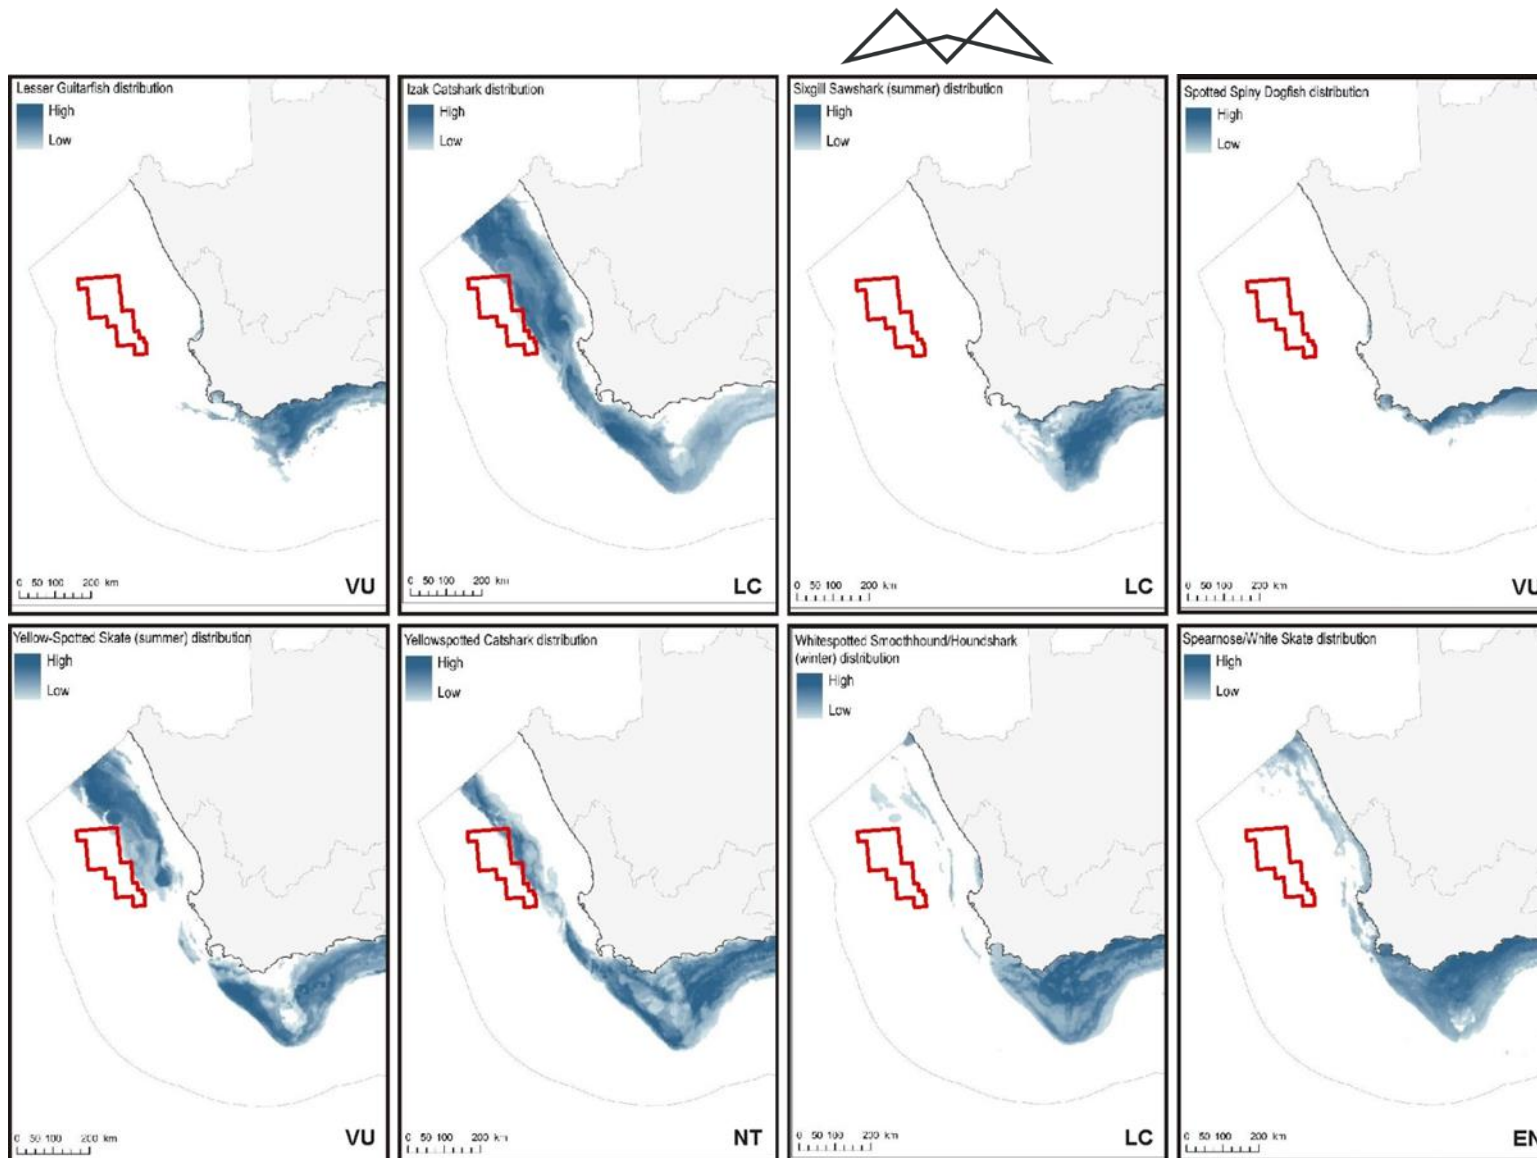 Lesser Guitarfish distribution
High
Low
0 50 100 200 km
VU
Izak Catshark distribution
High
Low
0 50 100 200 km
LC
Sixgill Sawshark (summer) distribution
High
Low
0 50 100 200 km
LC
Spotted Spiny Dogfish distribution
High
Low
0 50 100 200 km
VU
Yellow-Spotted Skate (summer) distribution
High
Low
0 50 100 200 km
VU
Yellowspotted Catshark distribution
High
Low
0 50 100 200 km
NT
Whitespotted Smoothhound/Houndshark
(winter) distribution
High
Low
0 50 100 200 km
LC
Spearnose/White Skate distribution
High
Low
0 50 100 200 km
EN